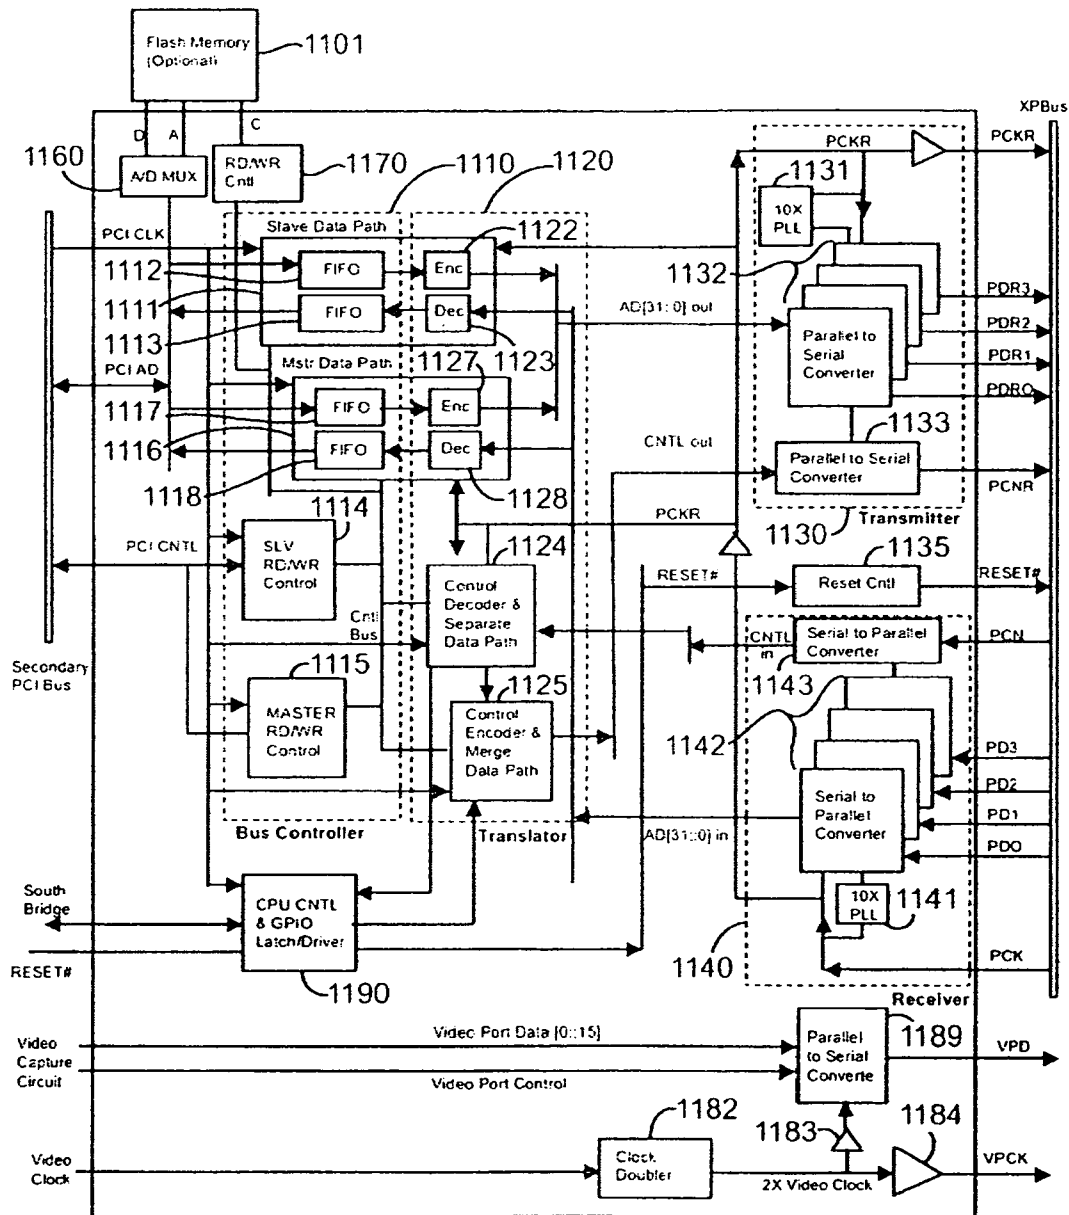 Flash Memory
(Optional)
1101
XPBus
D
A
C
PCKR
PCKR
1160
A/D MUX
RD/WR
Cntl
1170
1110
1120
1131
10X
PLL
Slave Data Path
PCI CLK
1122
1112
FIFO
Enc
1132
1111
FIFO
Dec
AD[31::0] out
PDR3
PDR2
1113
1123
Parallel to
Serial
Converter
PDR1
Mstr Data Path
1127
PCI AD
PDRO
1117
FIFO
Enc
1133
1116
FIFO
Dec
CNTL out
Parallel to Serial
Converter
PCNR
1118
1128
1114
PCKR
1130
Transmitter
PCI CNTL
SLV
RD/WR
Control
1124
1135
RESET#
Reset Cntl
RESET#
Control
Decoder &
Separate
Data Path
Cntl
Bus
CNTL
in
Serial to Parallel
Converter
PCN
Secondary
PCI Bus
1115
1125
1143
MASTER
RD/WR
Control
Control
Encoder &
Merge
Data Path
1142
PD3
Serial to
Parallel
Converter
PD2
PD1
Bus Controller
Translator
AD[31::0] in
PDO
South
Bridge
CPU CNTL
& GPIO
Latch/Driver
10X
PLL
1141
RESET#
1190
1140
PCK
Receiver
Video
Capture
Circuit
Video Port Data [0::15]
Parallel
to Serial
Converte
1189
VPD
Video Port Control
1182
1183
1184
Video
Clock
Clock
Doubler
2X Video Clock
VPCK